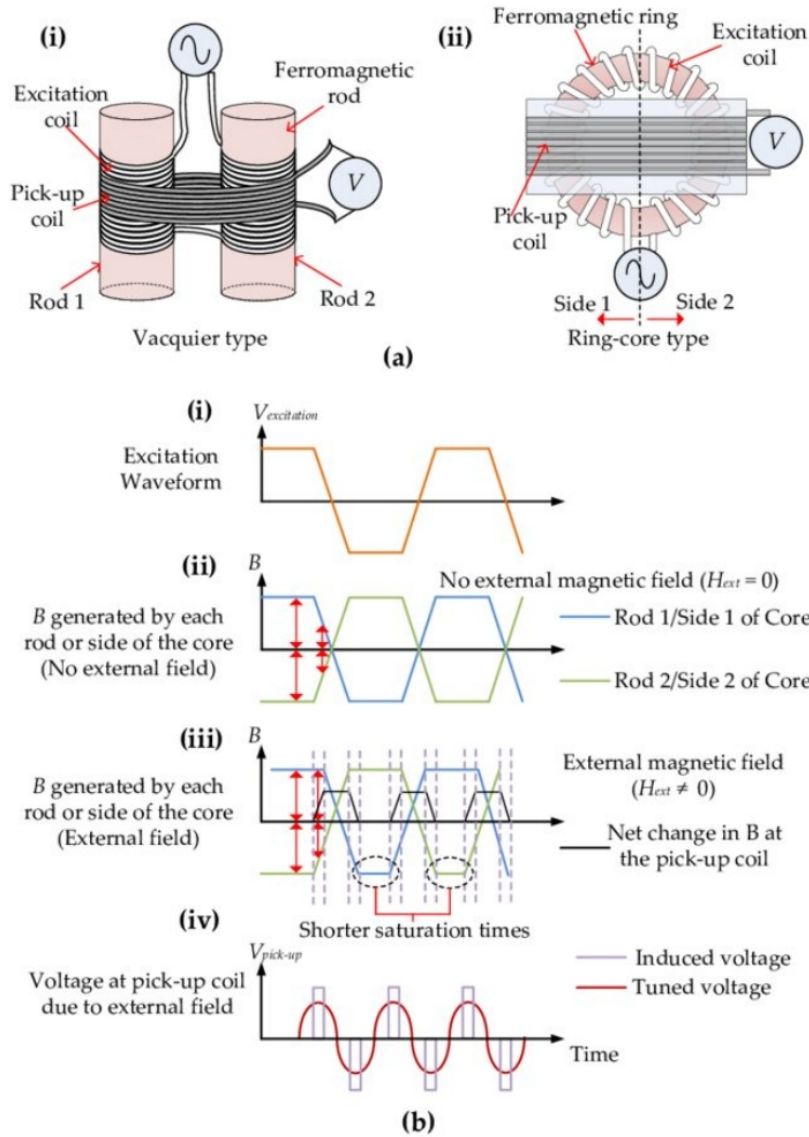 (i)
Excitation
coil
Pick-up
coil
Rod 1
Ferromagnetic
rod
V
Rod 2
Vacquier type
(ii)
Ferromagnetic ring
Excitation
coil
V
Pick-up
coil
Side 1
Side 2
Ring-core type
(a)
(i)
Vexcitation
Excitation
Waveform
(ii)
B
No external magnetic field (Hext = 0)
B generated by each
rod or side of the core
(No external field)
Rod 1/Side 1 of Core
Rod 2/Side 2 of Core
(iii)
B
B generated by each
rod or side of the core
(External field)
External magnetic field
(Hext ≠ 0)
Net change in B at
the pick-up coil
Shorter saturation times
(iv)
Vpick-up
Voltage at pick-up coil
due to external field
Induced voltage
Tuned voltage
Time
(b)